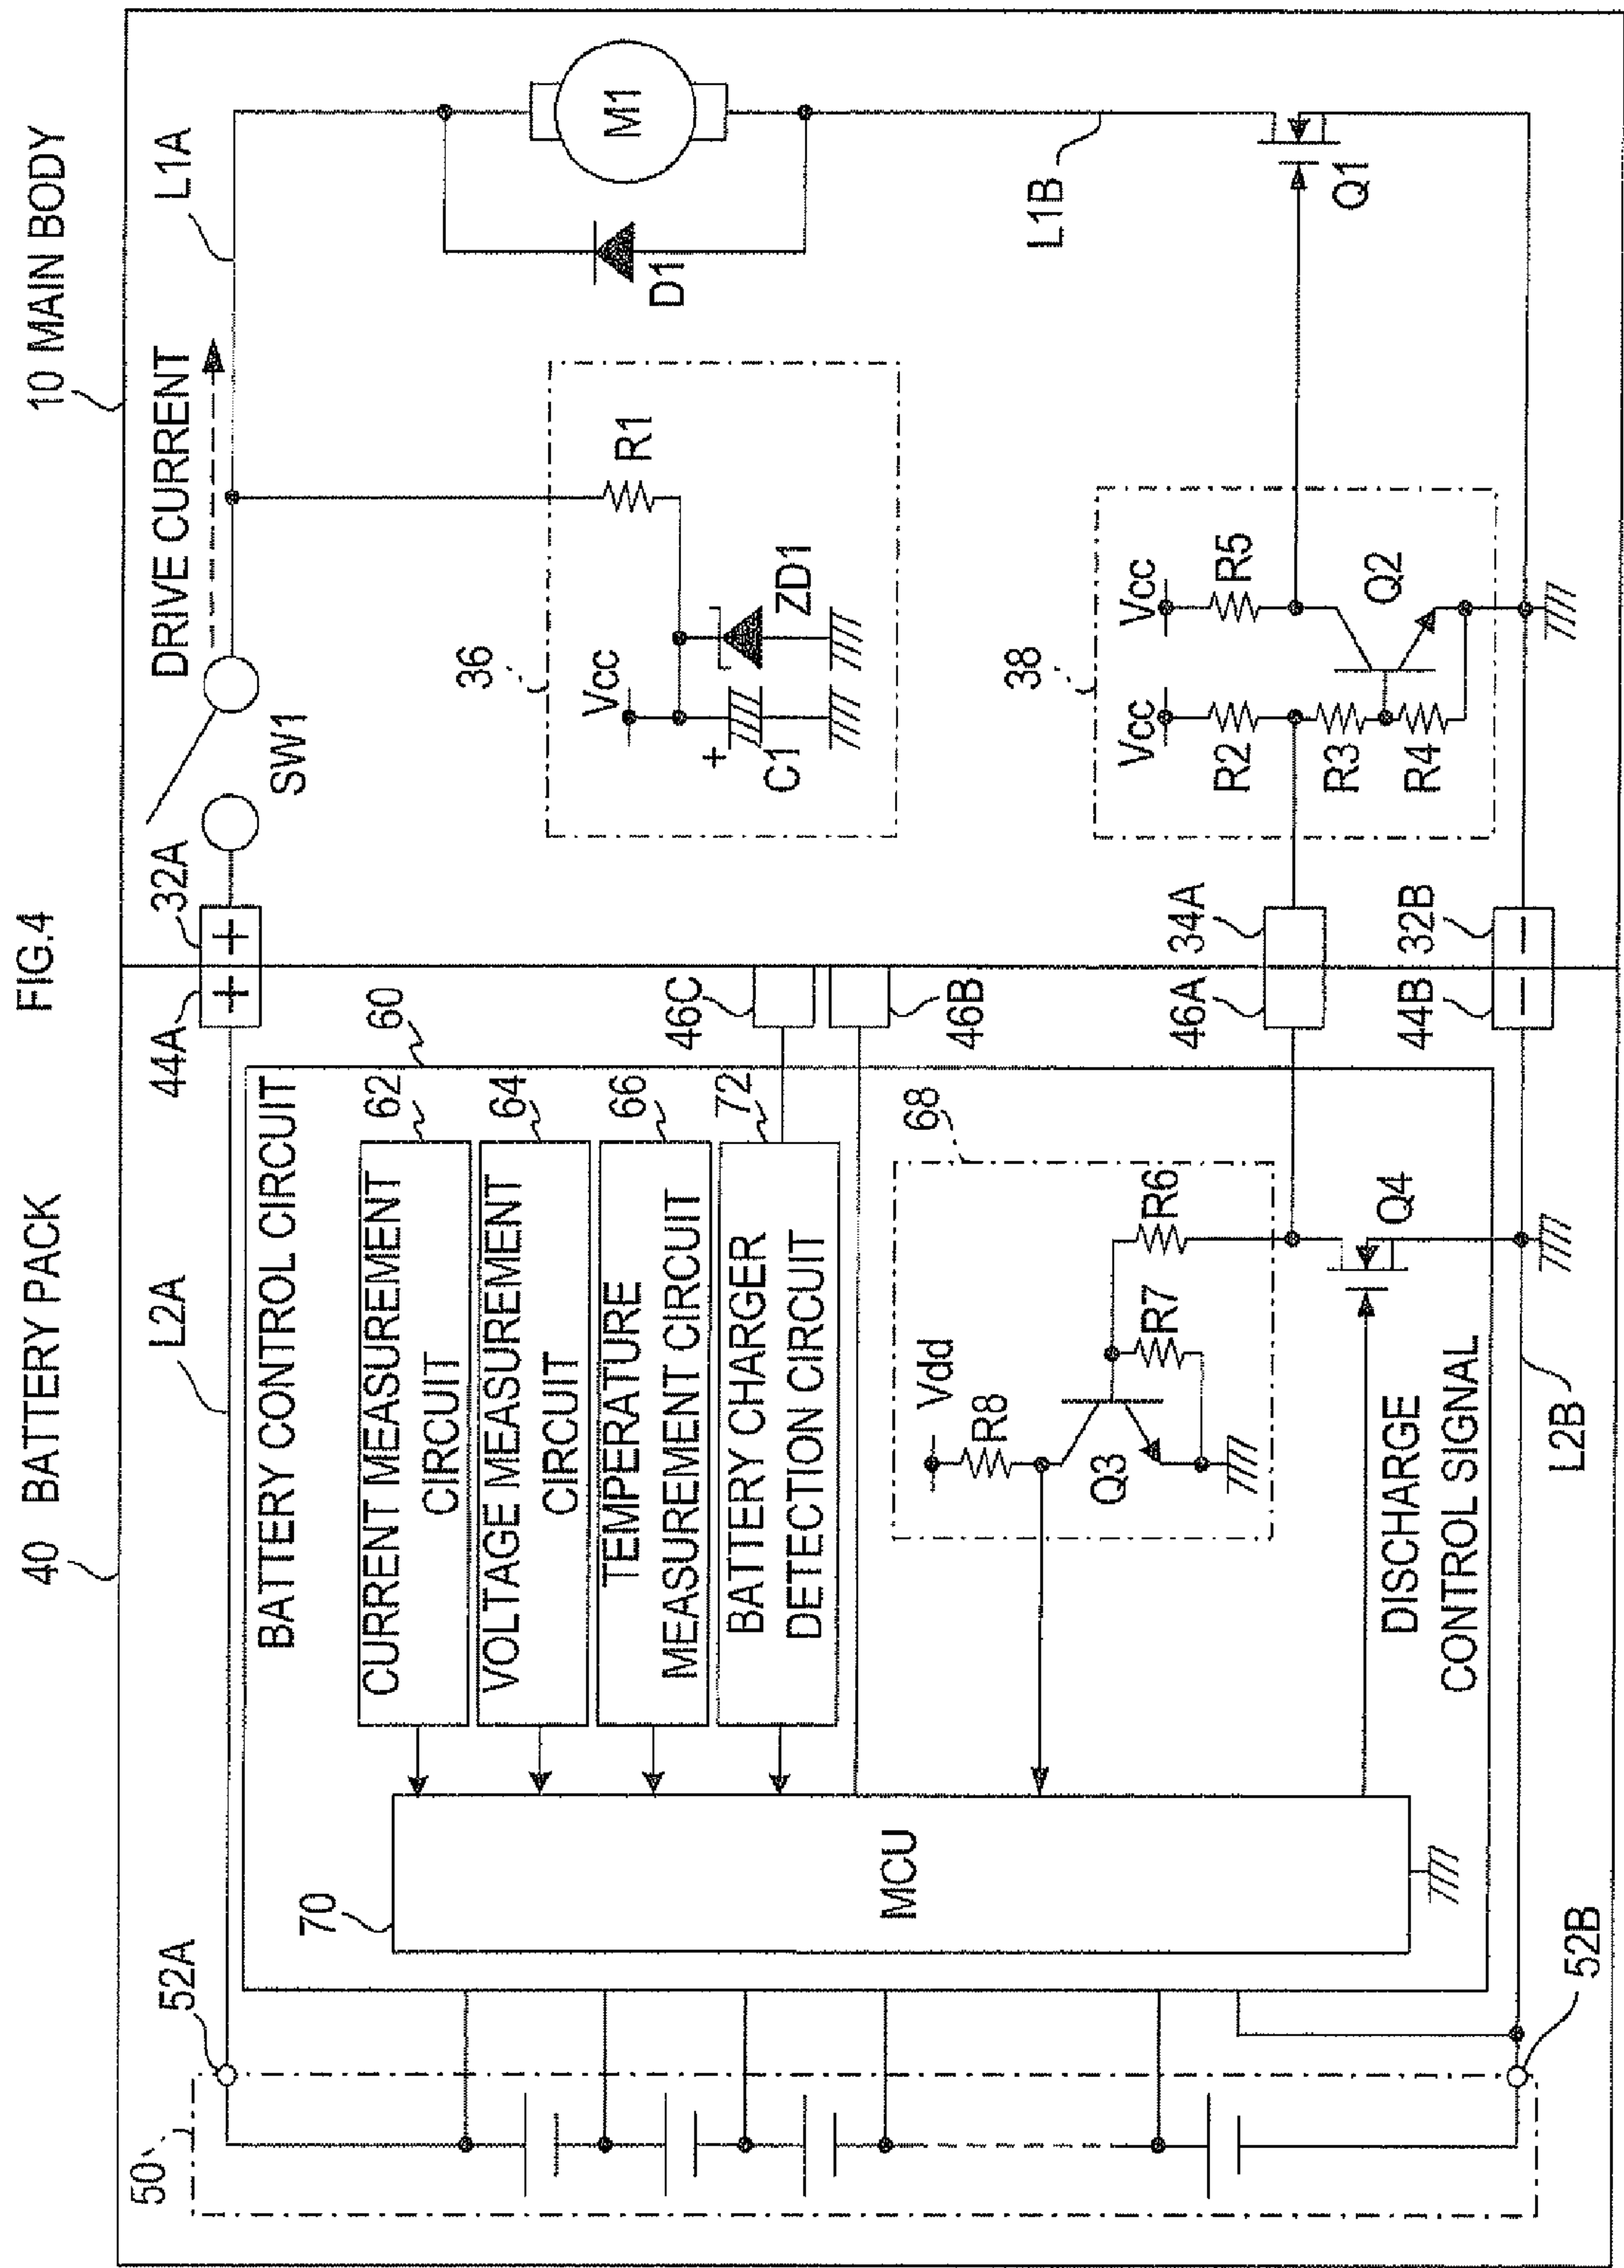 FIG.4
40 BATTERY PACK
10 MAIN BODY
44A
32A
DRIVE CURRENT
L1A
L2A
SW1
52A
50
60
BATTERY CONTROL CIRCUIT
CURRENT MEASUREMENT
CIRCUIT
62
VOLTAGE MEASUREMENT
CIRCUIT
64
TEMPERATURE
MEASUREMENT CIRCUIT
66
BATTERY CHARGER
DETECTION CIRCUIT
72
46C
46B
70
MCU
68
Vdd
R8
R7
R6
Q3
Q4
DISCHARGE
CONTROL SIGNAL
46A
34A
44B
32B
L2B
52B
36
Vcc
+
C1
ZD1
R1
D1
M1
L1B
38
Vcc
Vcc
R2
R5
R3
R4
Q2
Q1